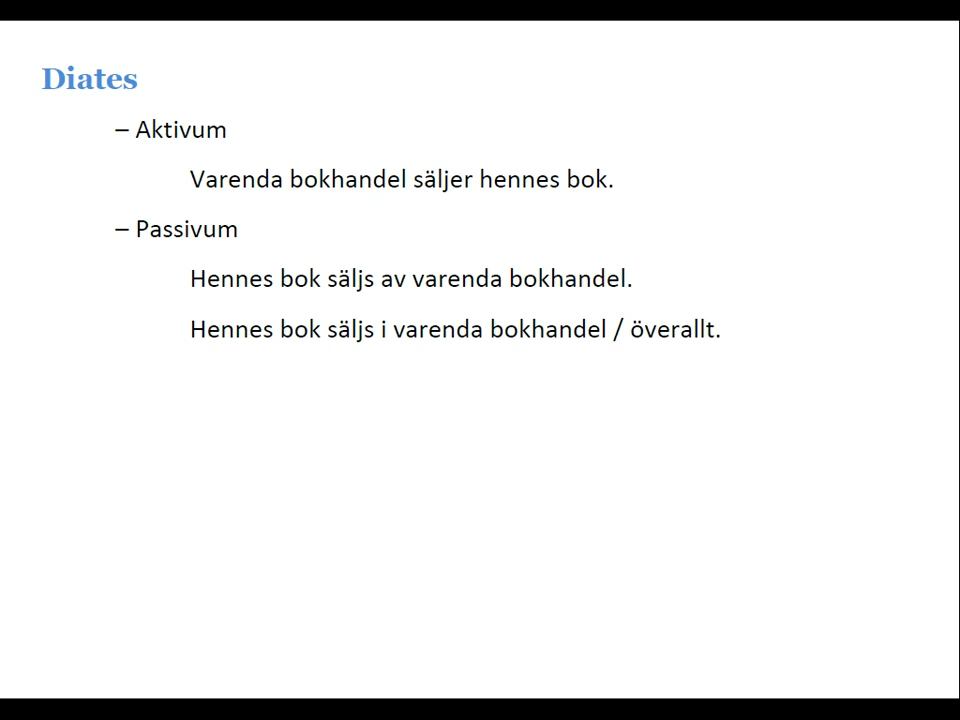 Diates
– Aktivum
Varenda bokhandel säljer hennes bok.
– Passivum
Hennes bok säljs av varenda bokhandel.
Hennes bok säljs i varenda bokhandel / överallt.